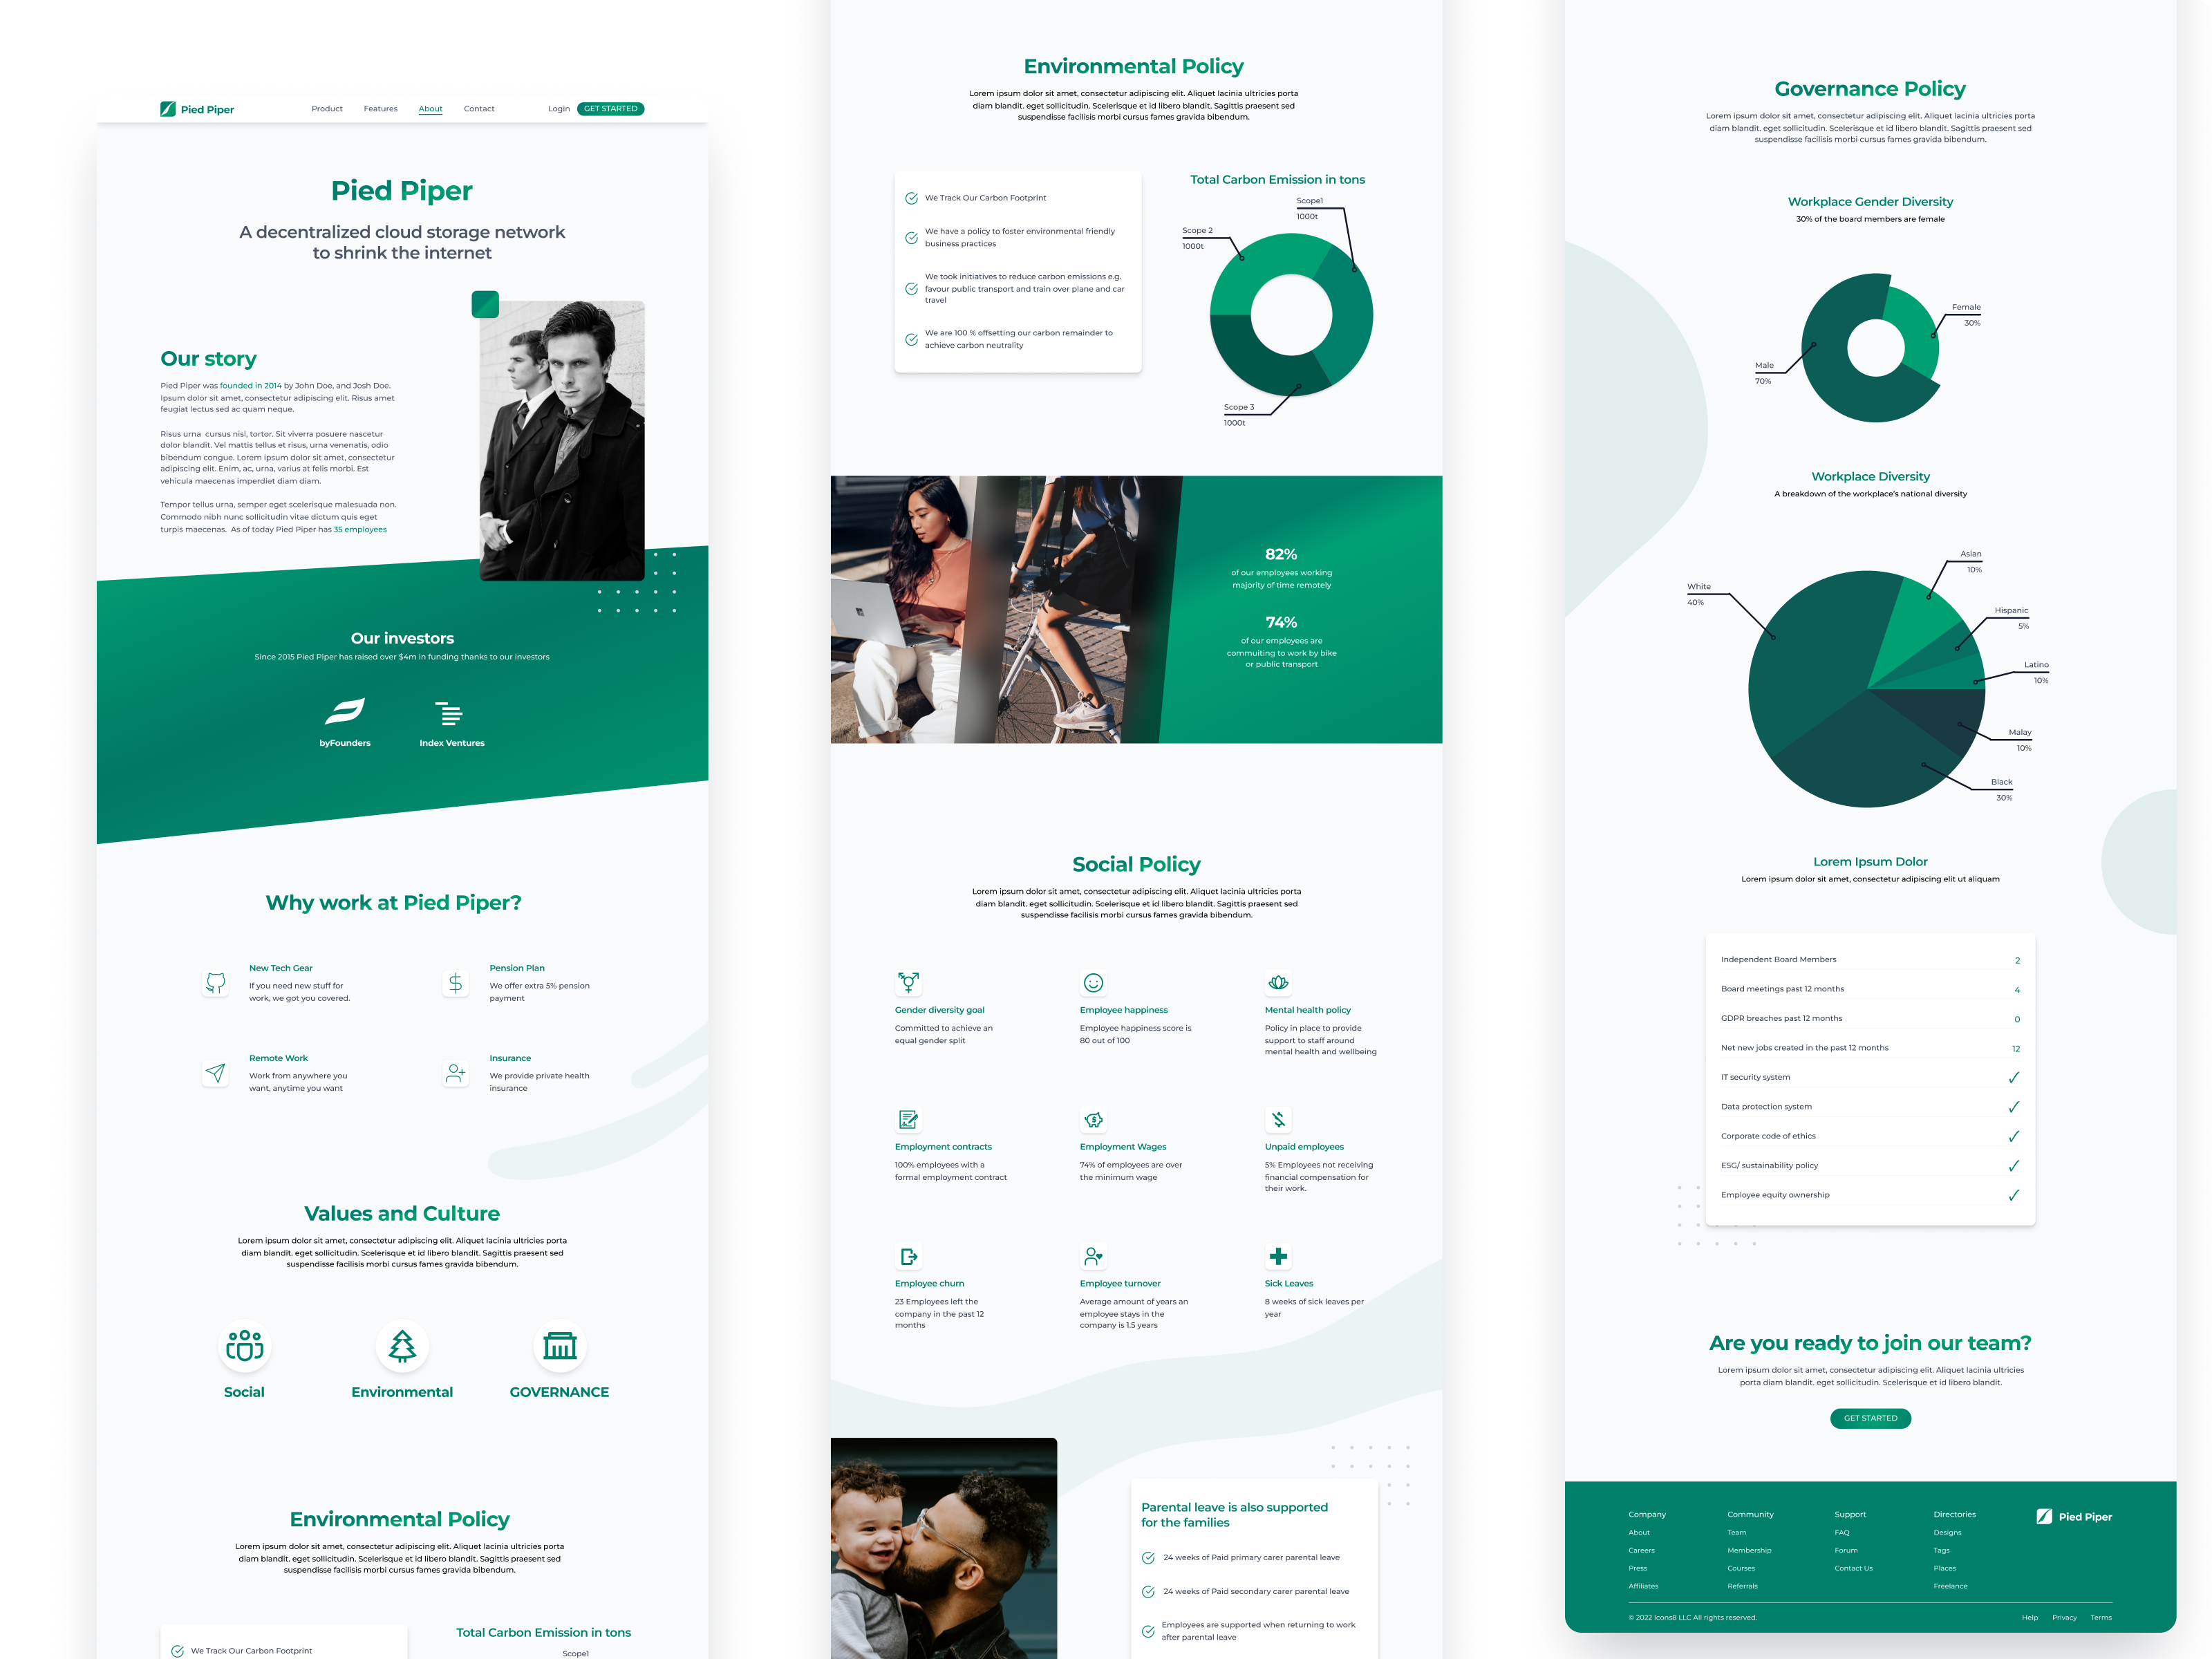 Pied Piper
Product
Features
About
Contact
Login
GET STARTED
Pied Piper
A decentralized cloud storage network
to shrink the internet
Our story
Pied Piper was founded in 2014 by John Doe, and Josh Doe.
Ipsum dolor sit amet, consectetur adipiscing elit. Risus amet
feugiat lectus sed ac quam neque.
Risus urna cursus nisl, tortor. Sit viverra posuere nascetur
dolor blandit. Vel mattis tellus et risus, urna venenatis, odio
bibendum congue. Lorem ipsum dolor sit amet, consectetur
adipiscing elit. Enim, ac, urna, varius at felis morbi. Est
vehicula maecenas imperdiet diam diam.
Tempor tellus urna, semper eget scelerisque malesuada non.
Commodo nibh nunc sollicitudin vitae dictum quis eget
turpis maecenas. As of today Pied Piper has 35 employees
Our investors
Since 2015 Pied Piper has raised over $4m in funding thanks to our investors
byFounders
Index Ventures
Why work at Pied Piper?
New Tech Gear
If you need new stuff for
work, we got you covered.
Pension Plan
We offer extra 5% pension
payment
Remote Work
Work from anywhere you
want, anytime you want
Insurance
We provide private health
insurance
Values and Culture
Lorem ipsum dolor sit amet, consectetur adipiscing elit. Aliquet lacinia ultricies porta
diam blandit. eget sollicitudin. Scelerisque et id libero blandit. Sagittis praesent sed
suspendisse facilisis morbi cursus fames gravida bibendum.
Social
Environmental
GOVERNANCE
Environmental Policy
Lorem ipsum dolor sit amet, consectetur adipiscing elit. Aliquet lacinia ultricies porta
diam blandit. eget sollicitudin. Scelerisque et id libero blandit. Sagittis praesent sed
suspendisse facilisis morbi cursus fames gravida bibendum.
We Track Our Carbon Footprint
Total Carbon Emission in tons
Scope1
Environmental Policy
Lorem ipsum dolor sit amet, consectetur adipiscing elit. Aliquet lacinia ultricies porta
diam blandit. eget sollicitudin. Scelerisque et id libero blandit. Sagittis praesent sed
suspendisse facilisis morbi cursus fames gravida bibendum.
We Track Our Carbon Footprint
We have a policy to foster environmental friendly
business practices
We took initiatives to reduce carbon emissions e.g.
favour public transport and train over plane and car
travel
We are 100 % offsetting our carbon remainder to
achieve carbon neutrality
Total Carbon Emission in tons
Scope1
1000t
Scope 2
1000t
Scope 3
1000t
82%
of our employees working
majority of time remotely
74%
of our employees are
commuiting to work by bike
or public transport
Social Policy
Lorem ipsum dolor sit amet, consectetur adipiscing elit. Aliquet lacinia ultricies porta
diam blandit. eget sollicitudin. Scelerisque et id libero blandit. Sagittis praesent sed
suspendisse facilisis morbi cursus fames gravida bibendum.
Gender diversity goal
Committed to achieve an
equal gender split
Employee happiness
Employee happiness score is
80 out of 100
Mental health policy
Policy in place to provide
support to staff around
mental health and wellbeing
Employment contracts
100% employees with a
formal employment contract
Employment Wages
74% of employees are over
the minimum wage
Unpaid employees
5% Employees not receiving
financial compensation for
their work.
Employee churn
23 Employees left the
company in the past 12
months
Employee turnover
Average amount of years an
employee stays in the
company is 1.5 years
Sick Leaves
8 weeks of sick leaves per
year
Parental leave is also supported
for the families
24 weeks of Paid primary carer parental leave
24 weeks of Paid secondary carer parental leave
Employees are supported when returning to work
after parental leave
Governance Policy
Lorem ipsum dolor sit amet, consectetur adipiscing elit. Aliquet lacinia ultricies porta
diam blandit. eget sollicitudin. Scelerisque et id libero blandit. Sagittis praesent sed
suspendisse facilisis morbi cursus fames gravida bibendum.
Workplace Gender Diversity
30% of the board members are female
Female
30%
Male
70%
Workplace Diversity
A breakdown of the workplace's national diversity
Asian
10%
White
40%
Hispanic
5%
Latino
10%
Malay
10%
Black
30%
Lorem Ipsum Dolor
Lorem ipsum dolor sit amet, consectetur adipiscing elit ut aliquam
Independent Board Members 2
Board meetings past 12 months 4
GDPR breaches past 12 months 0
Net new jobs created in the past 12 months 12
IT security system
Data protection system
Corporate code of ethics
ESG/ sustainability policy
Employee equity ownership
Are you ready to join our team?
Lorem ipsum dolor sit amet, consectetur adipiscing elit. Aliquet lacinia ultricies
porta diam blandit. eget sollicitudin. Scelerisque et id libero blandit.
GET STARTED
Company
About
Careers
Press
Affiliates
Community
Team
Membership
Courses
Referrals
Support
FAQ
Forum
Contact Us
Directories
Designs
Tags
Places
Freelance
Pied Piper
© 2022 Icons8 LLC All rights reserved.
Help
Privacy
Terms